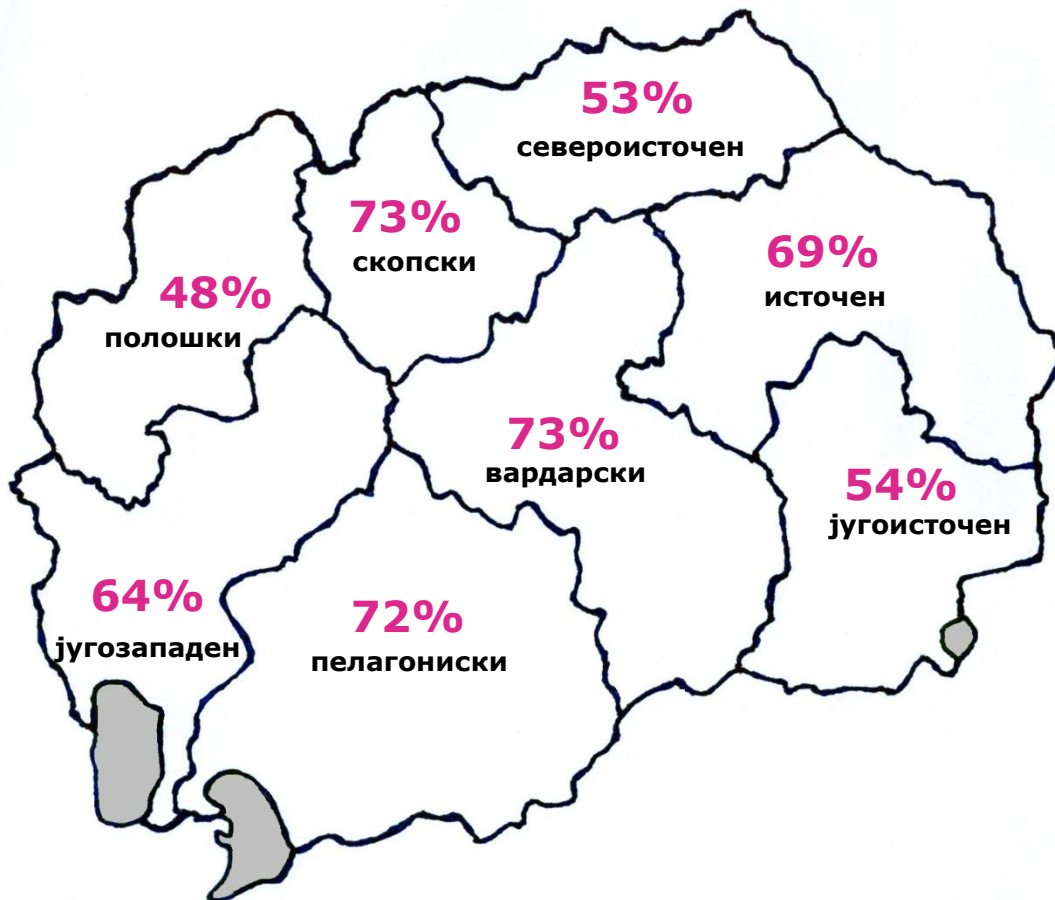 53%
североисточен
73%
скопски
69%
источен
48%
полошки
73%
вардарски
54%
југоисточен
64%
југозападен
72%
пелагониски